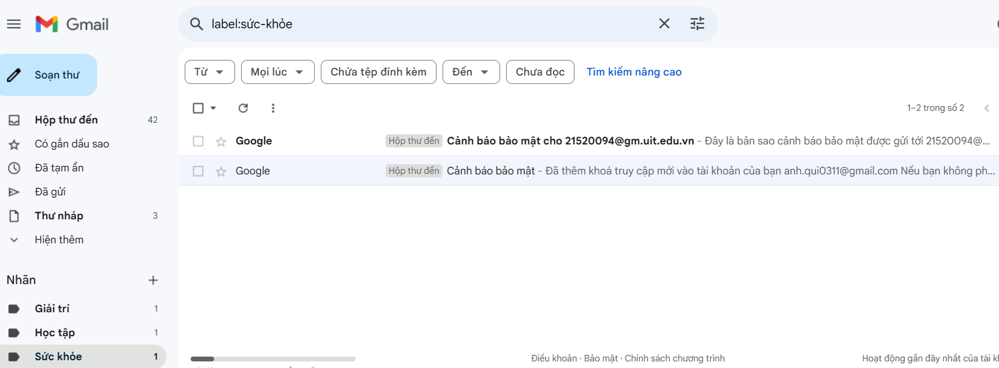 Gmail
label:sức-khỏe
Soạn thư
Từ
Mọi lúc
Chứa tệp đính kèm
Đến
Chưa đọc
Tìm kiếm nâng cao
1–2 trong số 2
Hộp thư đến 42
Có gắn dấu sao
Đã tạm ẩn
Đã gửi
Thư nháp 3
Hiện thêm
Nhãn
Giải trí 1
Học tập 1
Sức khỏe 1
Google Hộp thư đến Cảnh báo bảo mật cho 21520094@gm.uit.edu.vn - Đây là bản sao cảnh báo bảo mật được gửi tới 21520094@...
Google Hộp thư đến Cảnh báo bảo mật - Đã thêm khoá truy cập mới vào tài khoản của bạn anh.qui0311@gmail.com Nếu bạn không ph...
Điều khoản · Bảo mật · Chính sách chương trình
Hoạt động gần đây nhất của tài